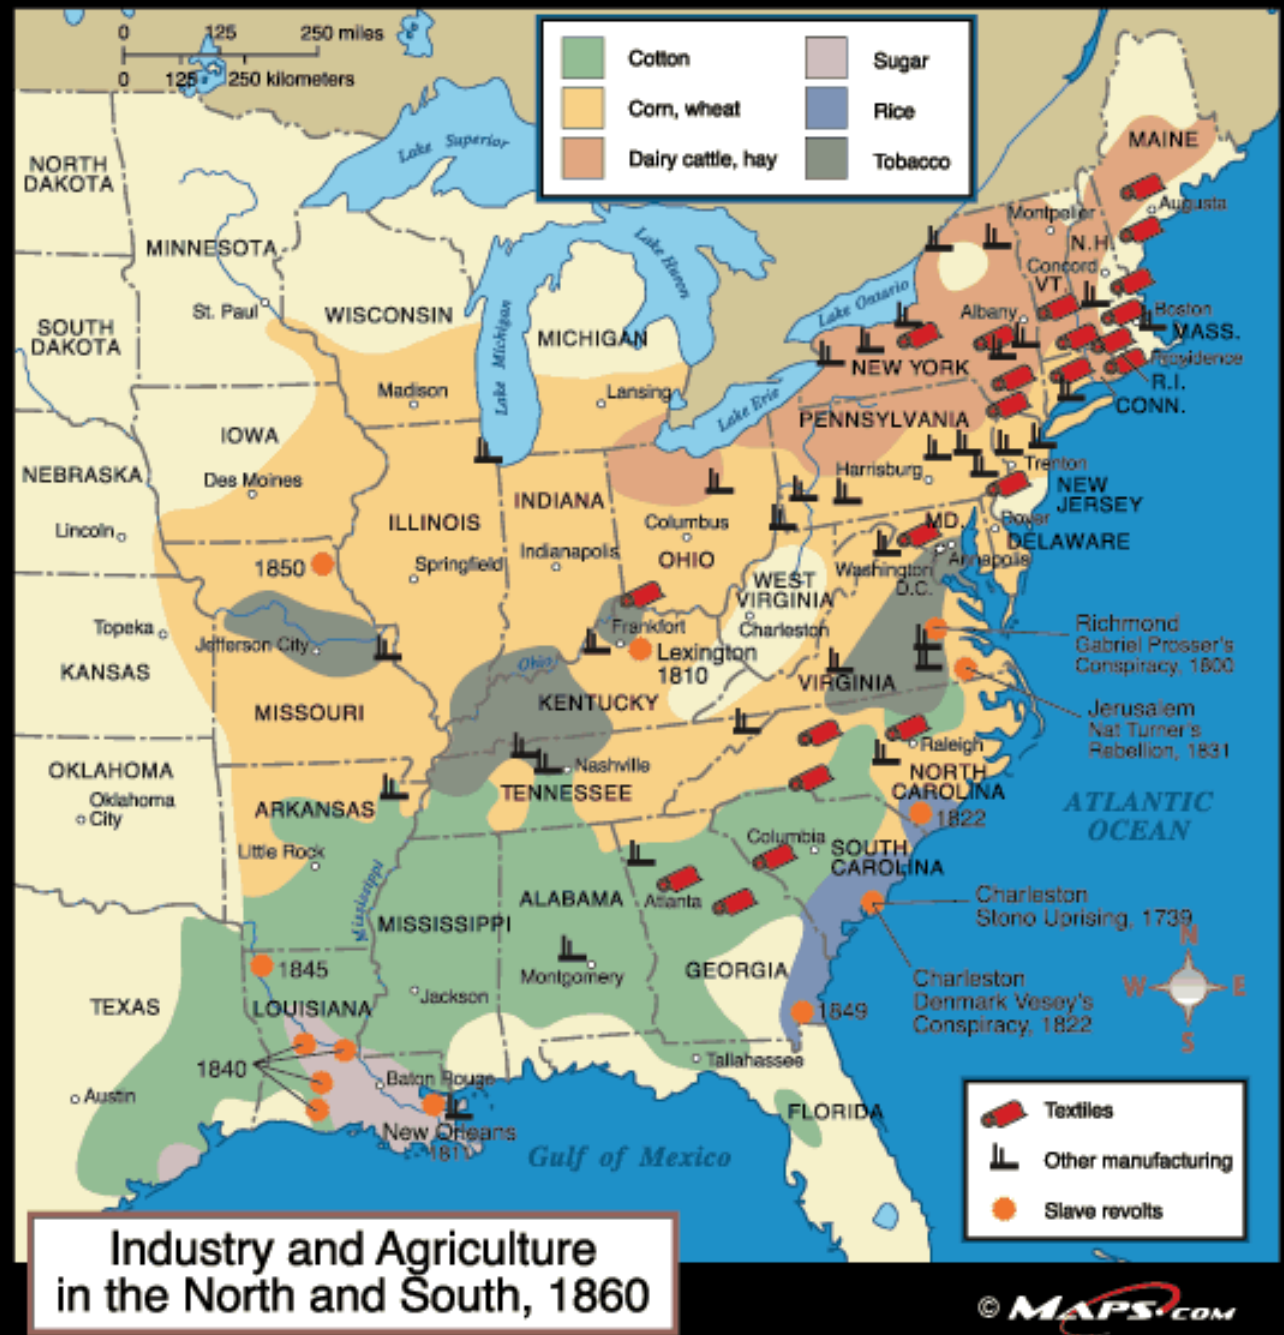 0 125 250 miles
0 125 250 kilometers
Cotton
Corn, wheat
Dairy cattle, hay
Sugar
Rice
Tobacco
Lake Superior
Lake Michigan
Lake Huron
Lake Ontario
Lake Erie
NORTH
DAKOTA
SOUTH
DAKOTA
MINNESOTA
St. Paul
WISCONSIN
Madison
MICHIGAN
Lansing
MAINE
Augusta
Montpelier
N.H.
Concord
VT.
Albany
Boston
MASS.
Providence
R.I.
CONN.
NEW YORK
PENNSYLVANIA
Harrisburg
Trenton
NEW
JERSEY
Dover
DELAWARE
MD.
Annapolis
Washington
D.C.
IOWA
Des Moines
NEBRASKA
Lincoln
ILLINOIS
Springfield
INDIANA
Indianapolis
Columbus
OHIO
WEST
VIRGINIA
Charleston
1850
Topeka
KANSAS
Jefferson City
MISSOURI
Frankfort
Lexington
1810
Ohio
KENTUCKY
VIRGINIA
Richmond
Gabriel Prosser's
Conspiracy, 1800
Jerusalem
Nat Turner's
Rebellion, 1831
OKLAHOMA
Oklahoma
City
ARKANSAS
Little Rock
Nashville
TENNESSEE
Raleigh
NORTH
CAROLINA
1822
ATLANTIC
OCEAN
Columbia
SOUTH
CAROLINA
Mississippi
MISSISSIPPI
Jackson
ALABAMA
Montgomery
Atlanta
GEORGIA
Charleston
Stono Uprising, 1739
Charleston
Denmark Vesey's
Conspiracy, 1822
N
W E
S
1845
LOUISIANA
TEXAS
Austin
1840
Baton Rouge
New Orleans
1811
1849
Tallahassee
FLORIDA
Gulf of Mexico
Textiles
Other manufacturing
Slave revolts
Industry and Agriculture
in the North and South, 1860
© MAPS.COM